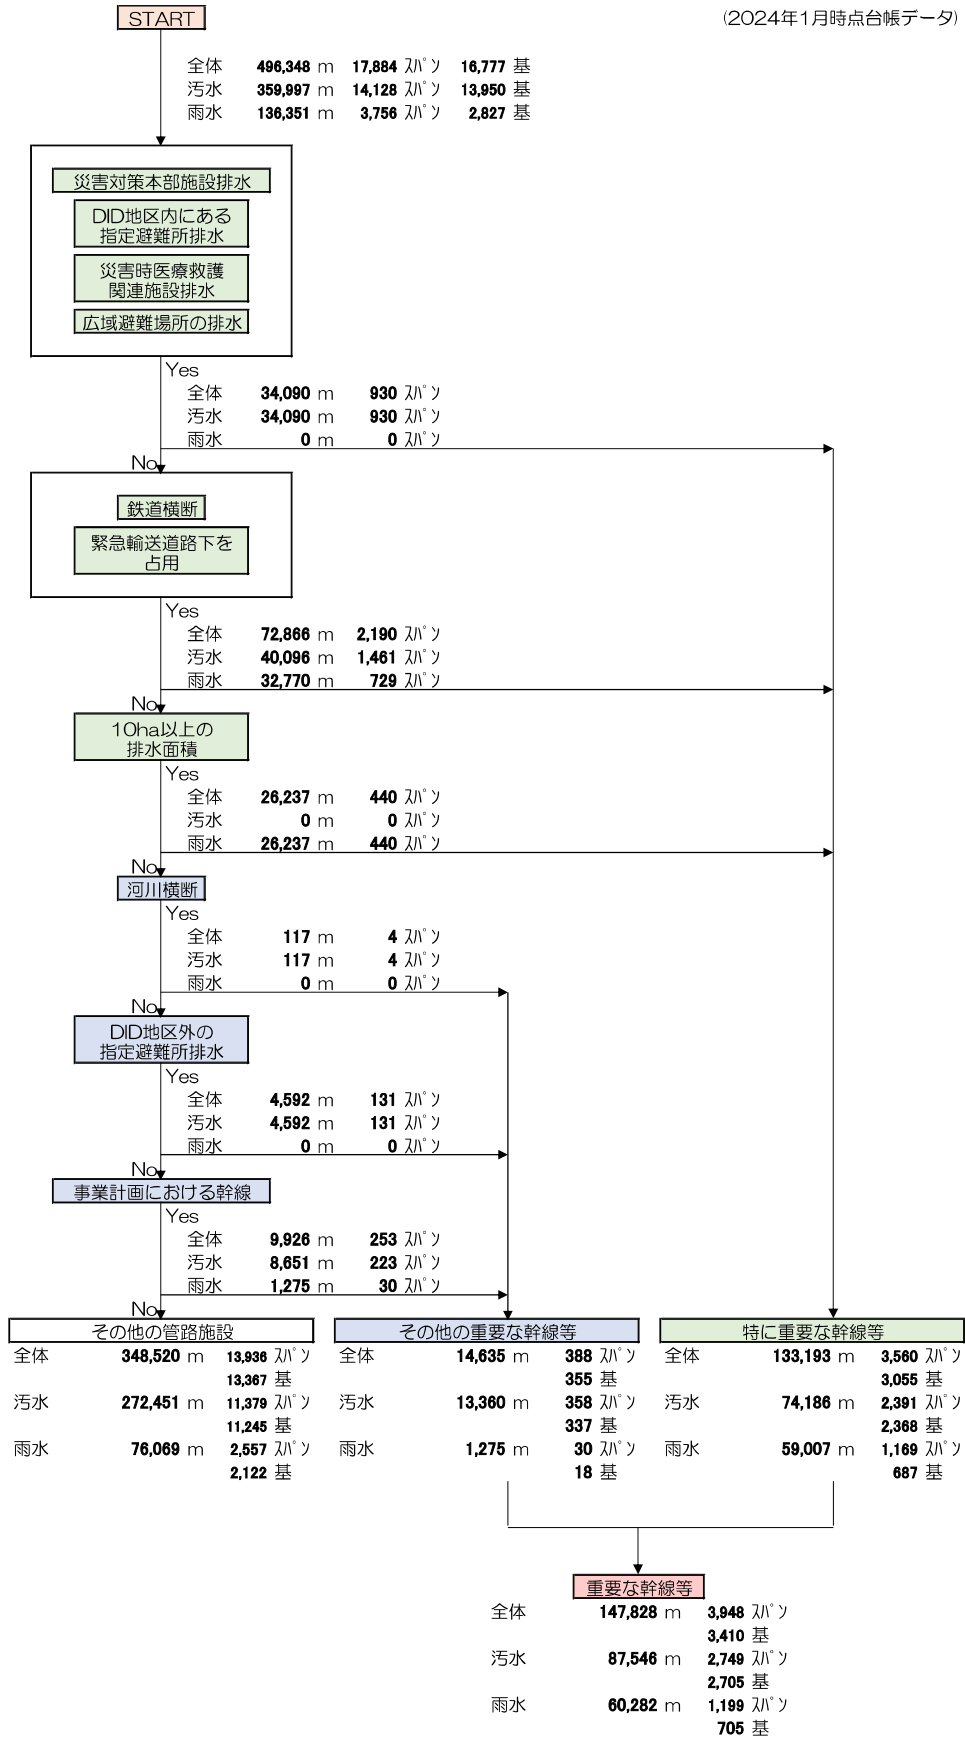 START
(2024年1月時点台帳データ)
全体 496,348 m 17,884 ｽﾊﾟﾝ 16,777 基
汚水 359,997 m 14,128 ｽﾊﾟﾝ 13,950 基
雨水 136,351 m 3,756 ｽﾊﾟﾝ 2,827 基
災害対策本部施設排水
DID地区内にある
指定避難所排水
災害時医療救護
関連施設排水
広域避難場所の排水
Yes
全体 34,090 m 930 ｽﾊﾟﾝ
汚水 34,090 m 930 ｽﾊﾟﾝ
雨水 0 m 0 ｽﾊﾟﾝ
No
鉄道横断
緊急輸送道路下を
占用
Yes
全体 72,866 m 2,190 ｽﾊﾟﾝ
汚水 40,096 m 1,461 ｽﾊﾟﾝ
雨水 32,770 m 729 ｽﾊﾟﾝ
No
10ha以上の
排水面積
Yes
全体 26,237 m 440 ｽﾊﾟﾝ
汚水 0 m 0 ｽﾊﾟﾝ
雨水 26,237 m 440 ｽﾊﾟﾝ
No
河川横断
Yes
全体 117 m 4 ｽﾊﾟﾝ
汚水 117 m 4 ｽﾊﾟﾝ
雨水 0 m 0 ｽﾊﾟﾝ
No
DID地区外の
指定避難所排水
Yes
全体 4,592 m 131 ｽﾊﾟﾝ
汚水 4,592 m 131 ｽﾊﾟﾝ
雨水 0 m 0 ｽﾊﾟﾝ
No
事業計画における幹線
Yes
全体 9,926 m 253 ｽﾊﾟﾝ
汚水 8,651 m 223 ｽﾊﾟﾝ
雨水 1,275 m 30 ｽﾊﾟﾝ
No
その他の管路施設
全体 348,520 m 13,936 ｽﾊﾟﾝ
13,367 基
汚水 272,451 m 11,379 ｽﾊﾟﾝ
11,245 基
雨水 76,069 m 2,557 ｽﾊﾟﾝ
2,122 基
その他の重要な幹線等
全体 14,635 m 388 ｽﾊﾟﾝ
355 基
汚水 13,360 m 358 ｽﾊﾟﾝ
337 基
雨水 1,275 m 30 ｽﾊﾟﾝ
18 基
特に重要な幹線等
全体 133,193 m 3,560 ｽﾊﾟﾝ
3,055 基
汚水 74,186 m 2,391 ｽﾊﾟﾝ
2,368 基
雨水 59,007 m 1,169 ｽﾊﾟﾝ
687 基
重要な幹線等
全体 147,828 m 3,948 ｽﾊﾟﾝ
3,410 基
汚水 87,546 m 2,749 ｽﾊﾟﾝ
2,705 基
雨水 60,282 m 1,199 ｽﾊﾟﾝ
705 基